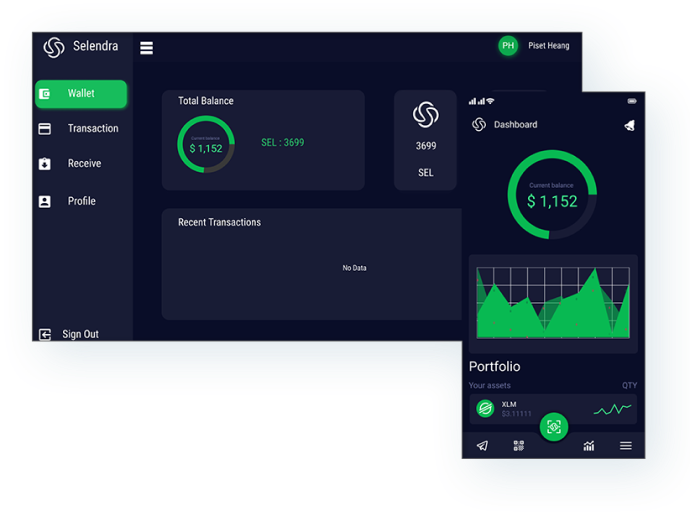 Selendra
PH
Piset Heang
Wallet
Transaction
Receive
Profile
Sign Out
Total Balance
Current balance
$ 1,152
SEL : 3699
3699
SEL
Recent Transactions
No Data
Dashboard
Current balance
$ 1,152
Portfolio
Your assets
QTY
XLM
$3.11111